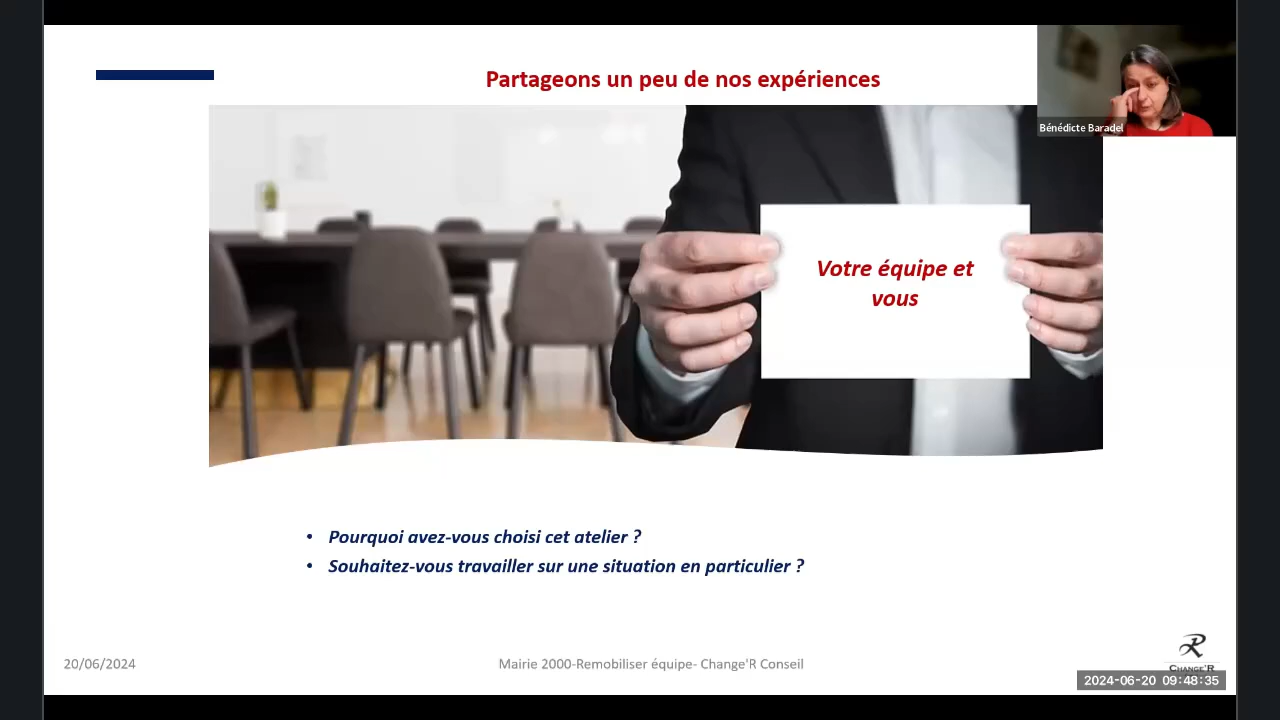 Partageons un peu de nos expériences
Bénédicte Baradel
Votre équipe et
vous
• Pourquoi avez-vous choisi cet atelier ?
• Souhaitez-vous travailler sur une situation en particulier ?
20/06/2024
Mairie 2000-Remobiliser équipe- Change'R Conseil
R
CHANGE'R
2024-06-20 09:48:35